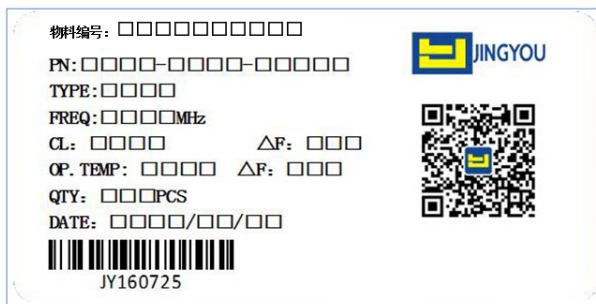 物料编号：□□□□□□□□□□
JINGYOU
PN:□□□□-□□□□-□□□□□
TYPE:□□□□
FREQ:□□□□MHz
CL: □□□□ △F: □□□
OP.TEMP: □□□□ △F: □□□
QTY: □□□PCS
DATE: □□□□/□□/□□
JY160725